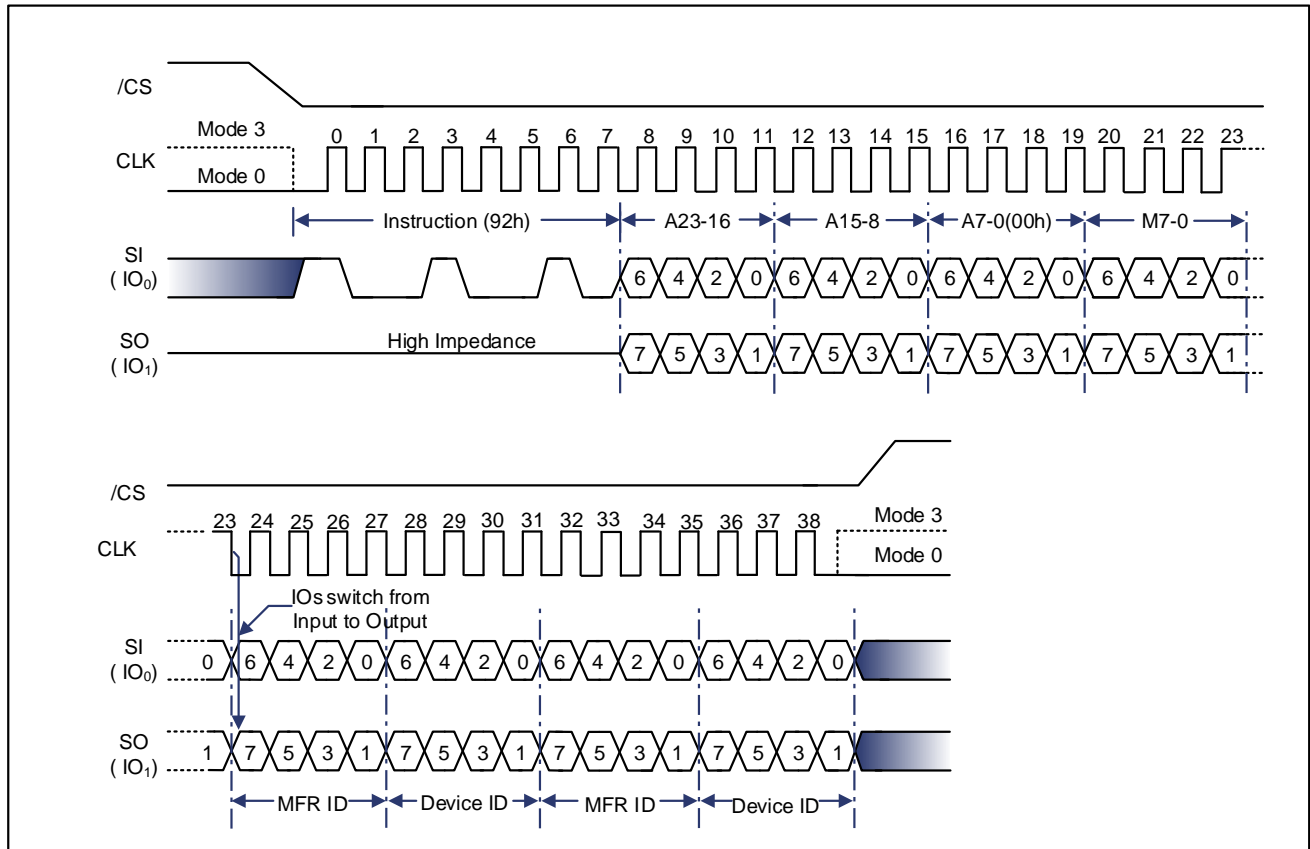 /CS
Mode 3
0 1 2 3 4 5 6 7 8 9 10 11 12 13 14 15 16 17 18 19 20 21 22 23
CLK
Mode 0
Instruction (92h) A23-16 A15-8 A7-0(00h) M7-0
SI
( IO₀)
6 4 2 0 6 4 2 0 6 4 2 0 6 4 2 0
High Impedance
SO
( IO₁)
7 5 3 1 7 5 3 1 7 5 3 1 7 5 3 1
/CS
23 24 25 26 27 28 29 30 31 32 33 34 35 36 37 38
Mode 3
CLK
Mode 0
IOs switch from
Input to Output
SI
( IO₀)
0 6 4 2 0 6 4 2 0 6 4 2 0 6 4 2 0
SO
( IO₁)
1 7 5 3 1 7 5 3 1 7 5 3 1 7 5 3 1
MFR ID Device ID MFR ID Device ID